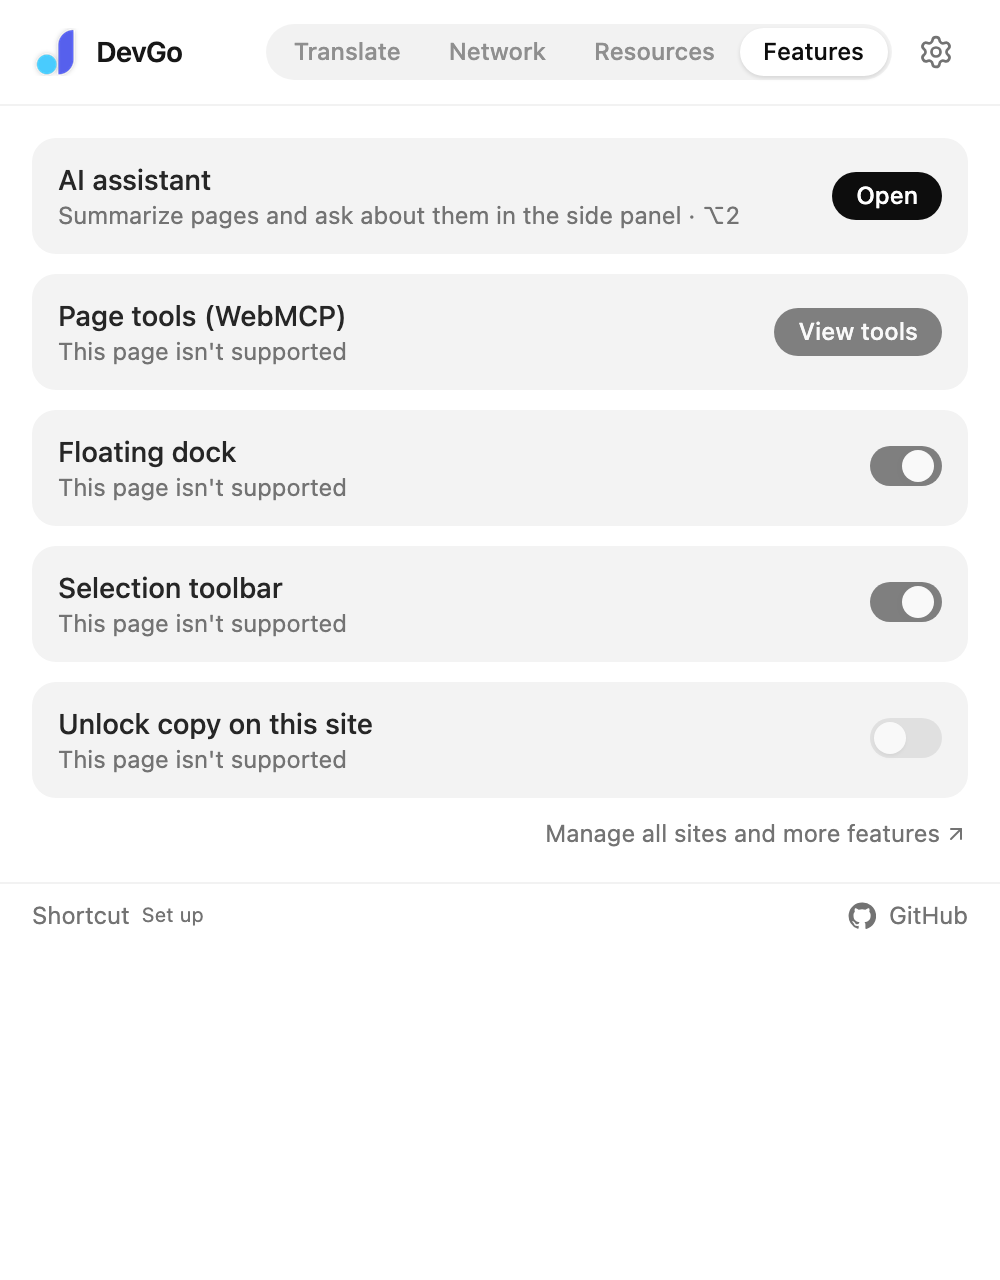 DevGo
Translate
Network
Resources
Features
AI assistant
Summarize pages and ask about them in the side panel · ⌥2
Open
Page tools (WebMCP)
This page isn't supported
View tools
Floating dock
This page isn't supported
Selection toolbar
This page isn't supported
Unlock copy on this site
This page isn't supported
Manage all sites and more features ↗
Shortcut Set up
GitHub